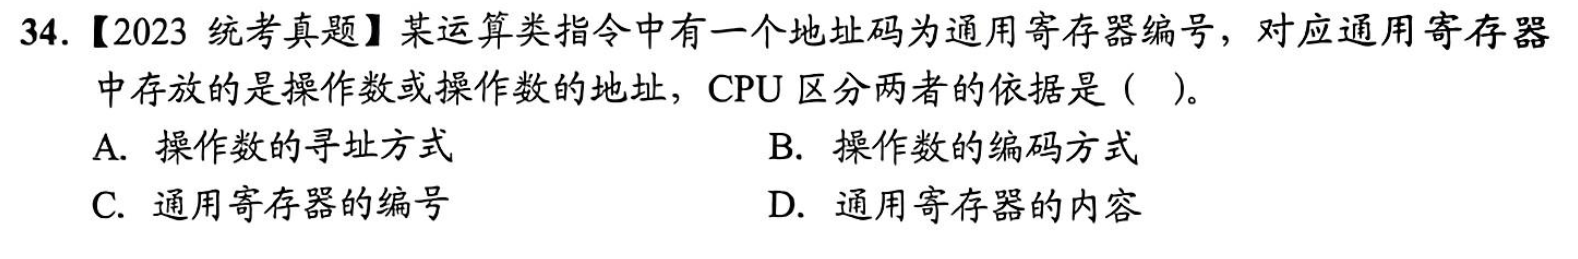 34.【2023 统考真题】某运算类指令中有一个地址码为通用寄存器编号，对应通用寄存器
中存放的是操作数或操作数的地址，CPU 区分两者的依据是（ ）。
A. 操作数的寻址方式 B. 操作数的编码方式
C. 通用寄存器的编号 D. 通用寄存器的内容